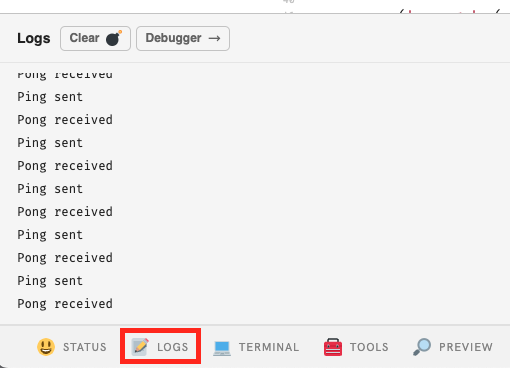 Logs Clear Debugger →
Pong received
Ping sent
Pong received
Ping sent
Pong received
Ping sent
Pong received
Ping sent
Pong received
Ping sent
Pong received
STATUS LOGS TERMINAL TOOLS PREVIEW